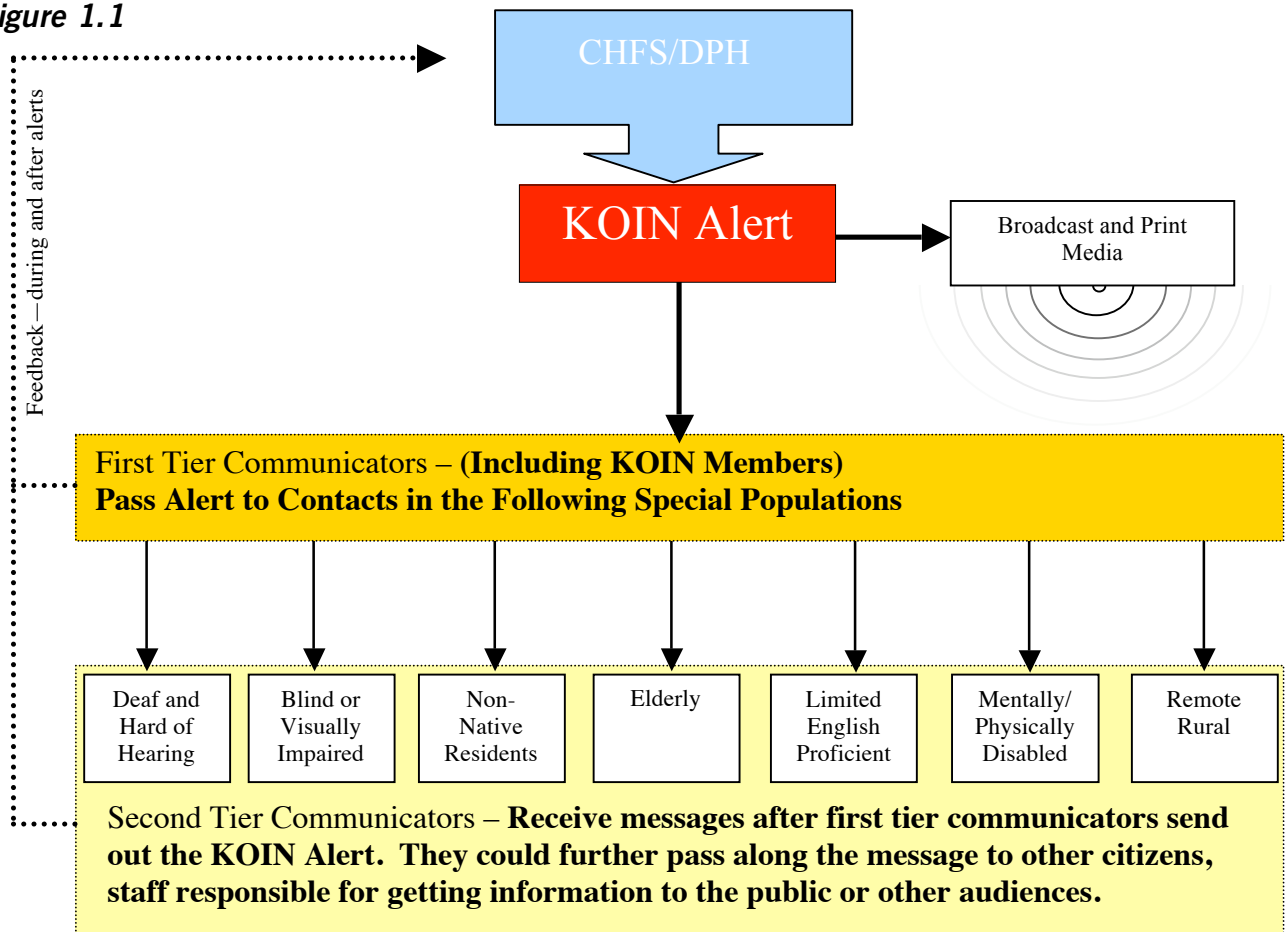 igure 1.1
CHFS/DPH
Feedback—during and after alerts
KOIN Alert
Broadcast and Print
Media
First Tier Communicators – (Including KOIN Members)
Pass Alert to Contacts in the Following Special Populations
Deaf and
Hard of
Hearing
Blind or
Visually
Impaired
Non-
Native
Residents
Elderly
Limited
English
Proficient
Mentally/
Physically
Disabled
Remote
Rural
Second Tier Communicators – Receive messages after first tier communicators send
out the KOIN Alert.  They could further pass along the message to other citizens,
staff responsible for getting information to the public or other audiences.